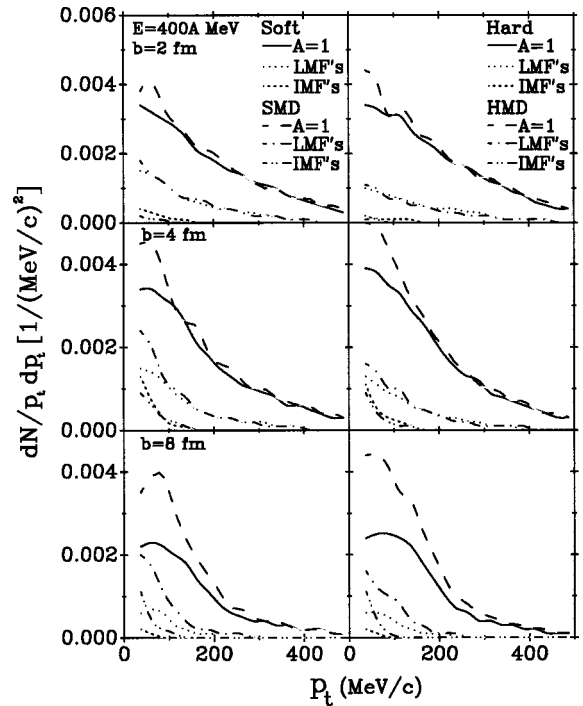 E=400A MeV
b=2 fm
Soft
A=1
LMF's
IMF's
SMD
A=1
LMF's
IMF's
Hard
A=1
LMF's
IMF's
HMD
A=1
LMF's
IMF's
0.006
0.004
0.002
0.000
b=4 fm
0.004
0.002
0.000
b=8 fm
0.004
0.002
0.000
0 200 400 0 200 400
dN/p_t dp_t [1/(MeV/c)^2]
p_t (MeV/c)